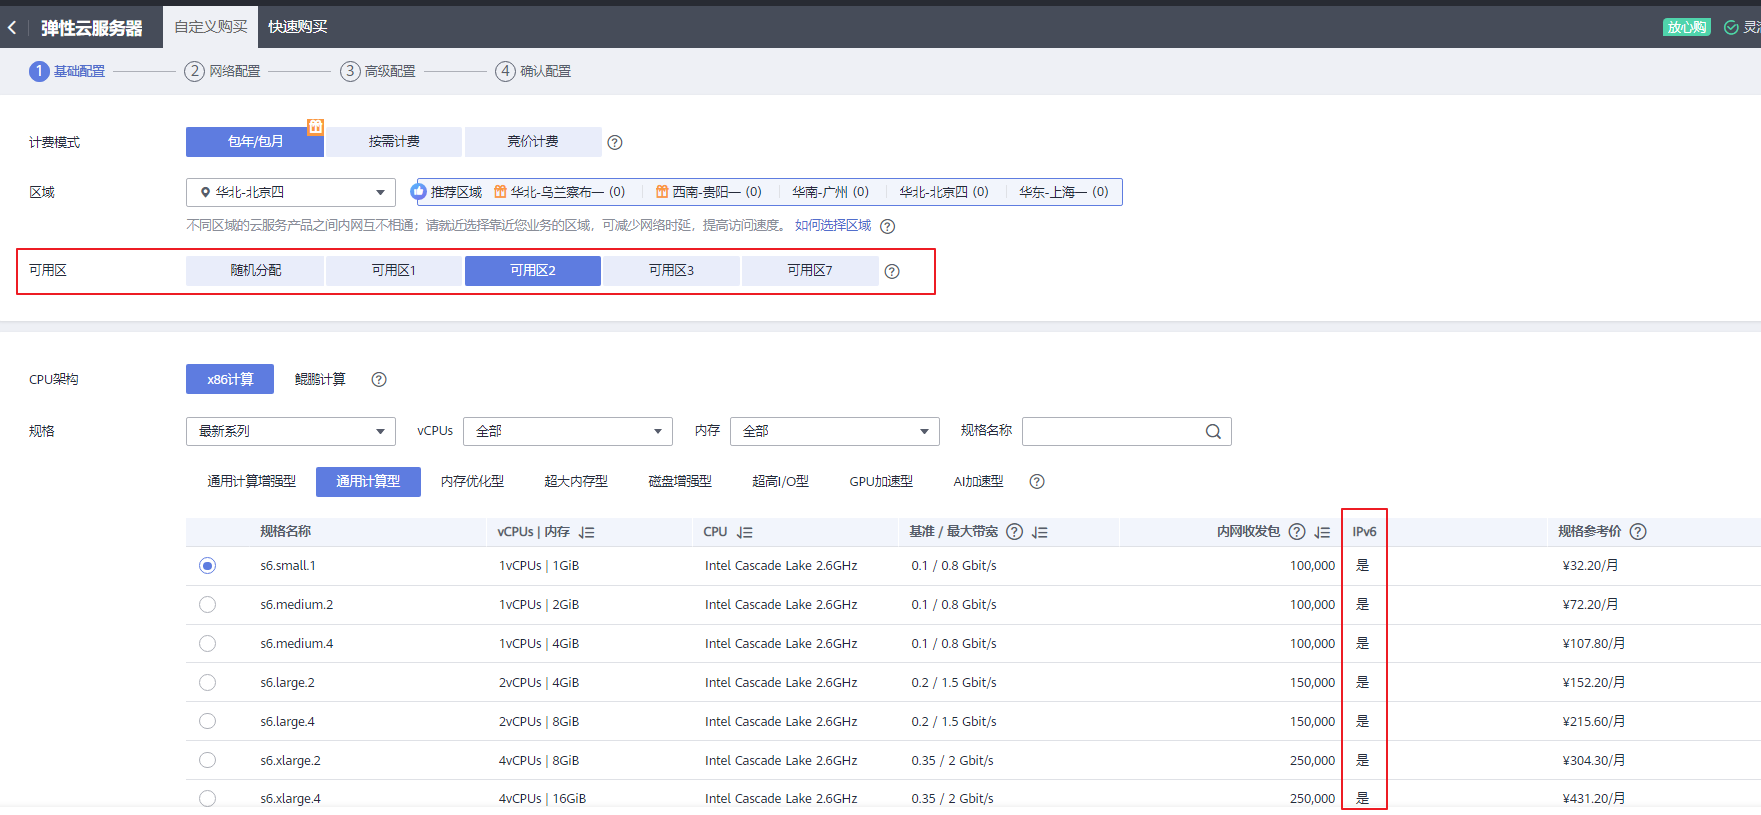 弹性云服务器 自定义购买 快速购买 放心购
1 基础配置 2 网络配置 3 高级配置 4 确认配置
计费模式 包年/包月 按需计费 竞价计费 ?
区域 华北-北京四 推荐区域 华北-乌兰察布一 (0) 西南-贵阳一 (0) 华南-广州 (0) 华北-北京四 (0) 华东-上海一 (0)
不同区域的云服务产品之间内网互不相通；请就近选择靠近您业务的区域，可减少网络时延，提高访问速度。 如何选择区域 ?
可用区 随机分配 可用区1 可用区2 可用区3 可用区7 ?
CPU架构 x86计算 鲲鹏计算 ?
规格 最新系列 vCPUs 全部 内存 全部 规格名称
通用计算增强型 通用计算型 内存优化型 超大内存型 磁盘增强型 超高I/O型 GPU加速型 AI加速型 ?
规格名称 vCPUs | 内存 CPU 基准 / 最大带宽 ? 内网收发包 ? IPv6 规格参考价 ?
s6.small.1 1vCPUs | 1GiB Intel Cascade Lake 2.6GHz 0.1 / 0.8 Gbit/s 100,000 是 ¥32.20/月
s6.medium.2 1vCPUs | 2GiB Intel Cascade Lake 2.6GHz 0.1 / 0.8 Gbit/s 100,000 是 ¥72.20/月
s6.medium.4 1vCPUs | 4GiB Intel Cascade Lake 2.6GHz 0.1 / 0.8 Gbit/s 100,000 是 ¥107.80/月
s6.large.2 2vCPUs | 4GiB Intel Cascade Lake 2.6GHz 0.2 / 1.5 Gbit/s 150,000 是 ¥152.20/月
s6.large.4 2vCPUs | 8GiB Intel Cascade Lake 2.6GHz 0.2 / 1.5 Gbit/s 150,000 是 ¥215.60/月
s6.xlarge.2 4vCPUs | 8GiB Intel Cascade Lake 2.6GHz 0.35 / 2 Gbit/s 250,000 是 ¥304.30/月
s6.xlarge.4 4vCPUs | 16GiB Intel Cascade Lake 2.6GHz 0.35 / 2 Gbit/s 250,000 是 ¥431.20/月